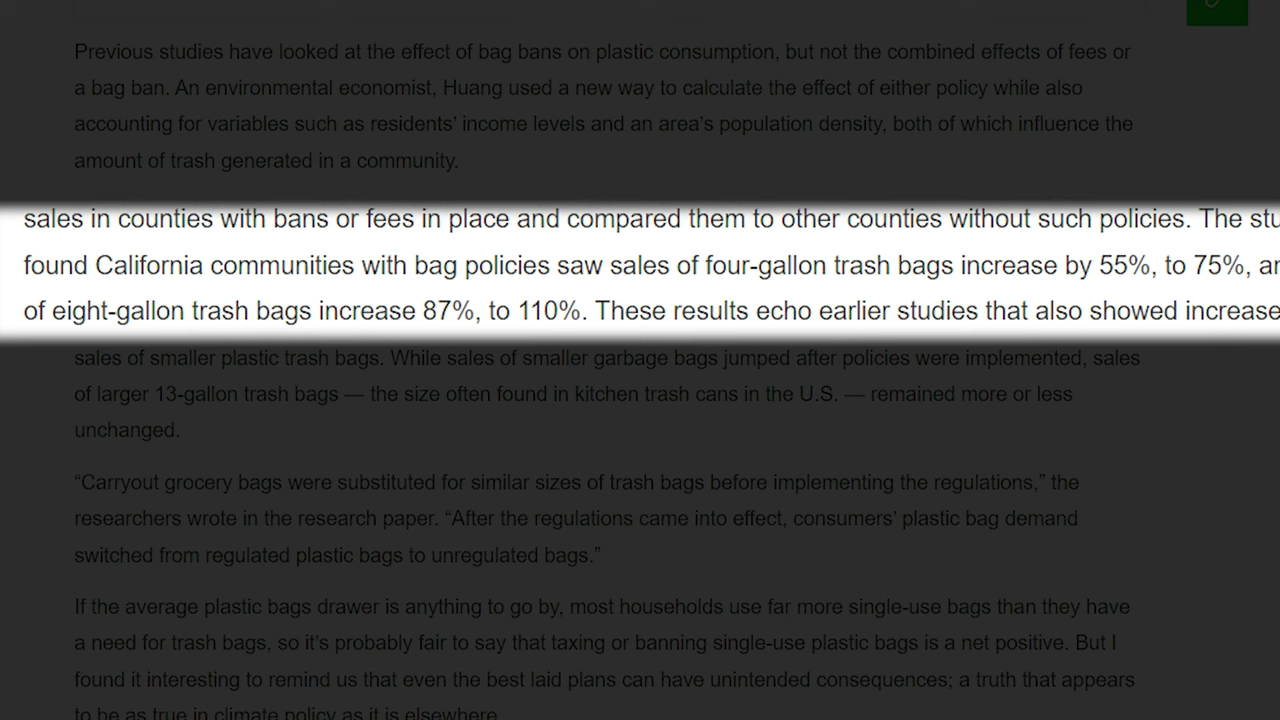 Previous studies have looked at the effect of bag bans on plastic consumption, but not the combined effects of fees or
a bag ban. An environmental economist, Huang used a new way to calculate the effect of either policy while also
accounting for variables such as residents’ income levels and an area’s population density, both of which influence the
amount of trash generated in a community.
sales in counties with bans or fees in place and compared them to other counties without such policies. The stu
found California communities with bag policies saw sales of four-gallon trash bags increase by 55%, to 75%, an
of eight-gallon trash bags increase 87%, to 110%. These results echo earlier studies that also showed increase
sales of smaller plastic trash bags. While sales of smaller garbage bags jumped after policies were implemented, sales
of larger 13-gallon trash bags — the size often found in kitchen trash cans in the U.S. — remained more or less
unchanged.
“Carryout grocery bags were substituted for similar sizes of trash bags before implementing the regulations,” the
researchers wrote in the research paper. “After the regulations came into effect, consumers’ plastic bag demand
switched from regulated plastic bags to unregulated bags.”
If the average plastic bags drawer is anything to go by, most households use far more single-use bags than they have
a need for trash bags, so it’s probably fair to say that taxing or banning single-use plastic bags is a net positive. But I
found it interesting to remind us that even the best laid plans can have unintended consequences; a truth that appears
to be as true in climate policy as it is elsewhere.